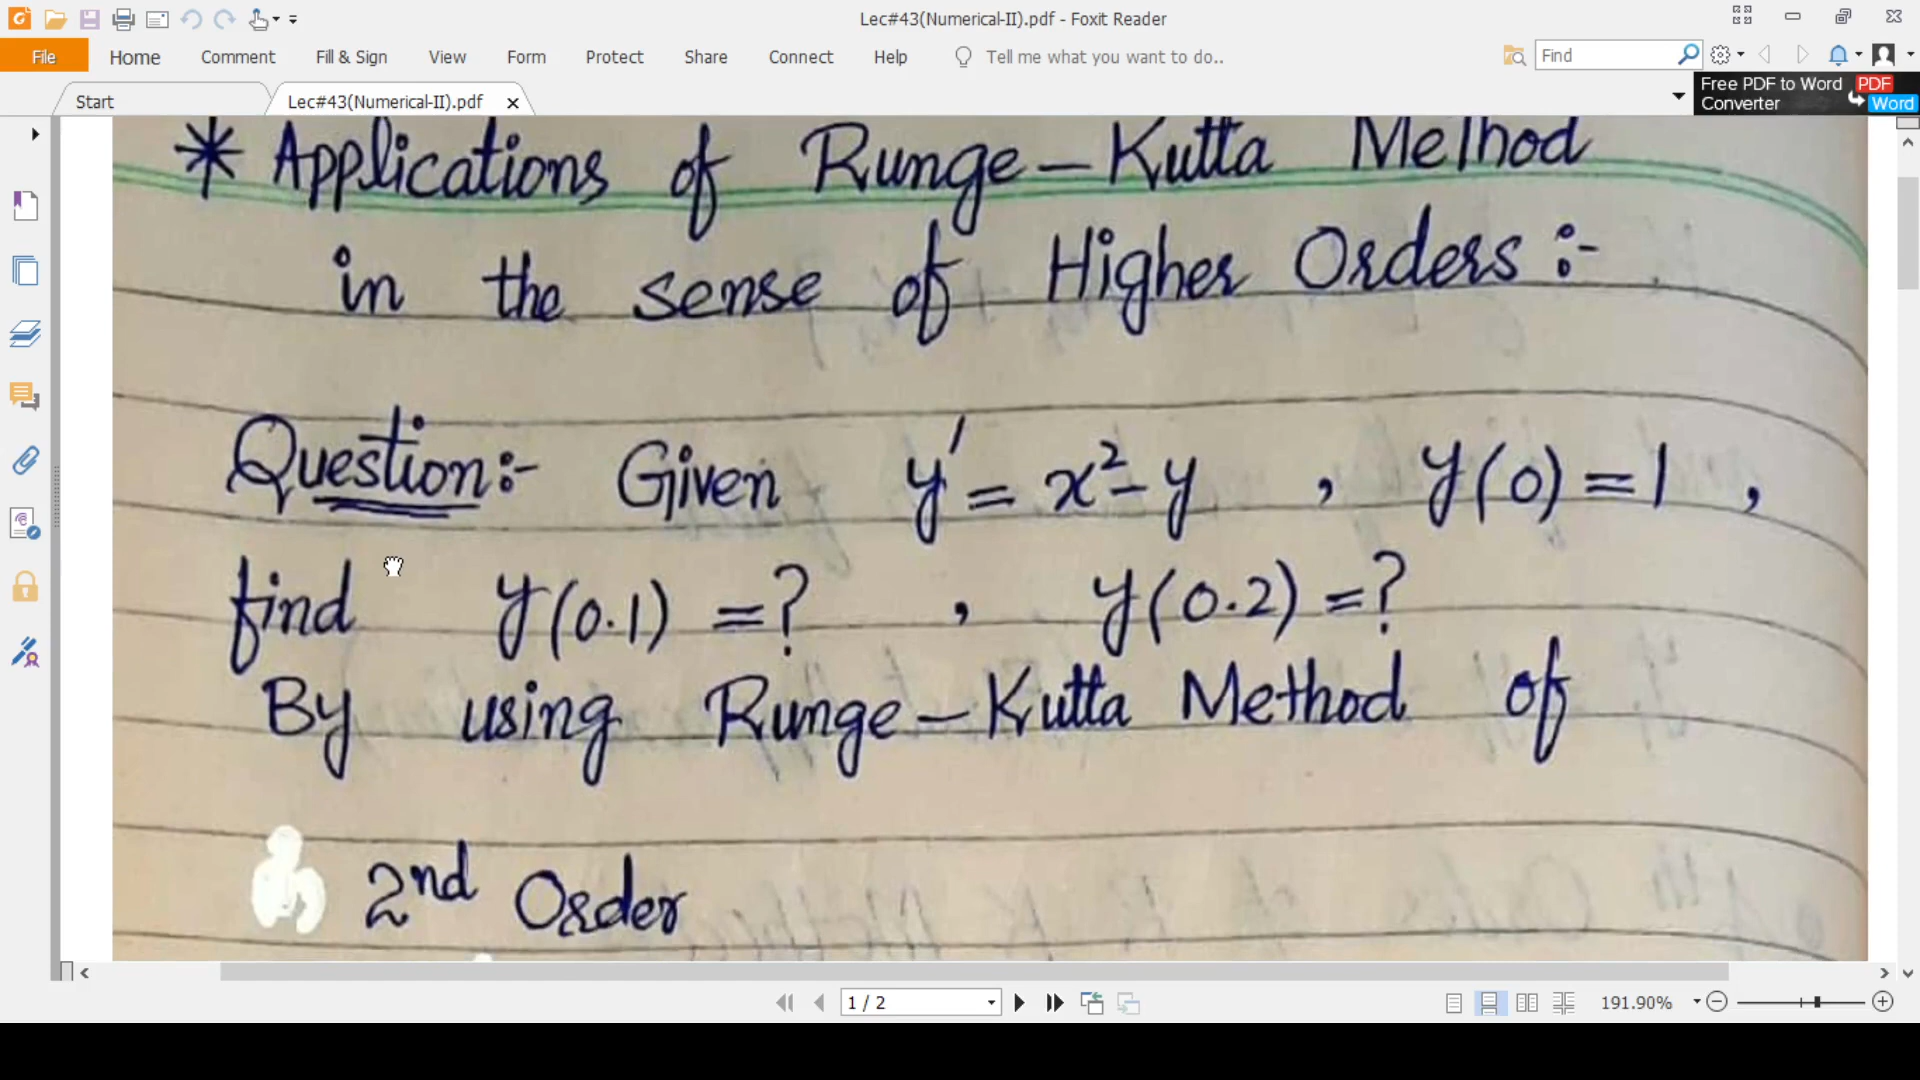 Lec#43(Numerical-II).pdf - Foxit Reader
File Home Comment Fill & Sign View Form Protect Share Connect Help Tell me what you want to do.. Find
Start Lec#43(Numerical-II).pdf
Free PDF to Word Converter PDF Word
* Applications of Runge-Kutta Method
in the sense of Higher Orders :-
Question:- Given y' = x² - y , y(0) = 1 ,
find y(0.1) = ? , y(0.2) = ?
By using Runge-Kutta Method of
2nd Order
1 / 2 191.90%